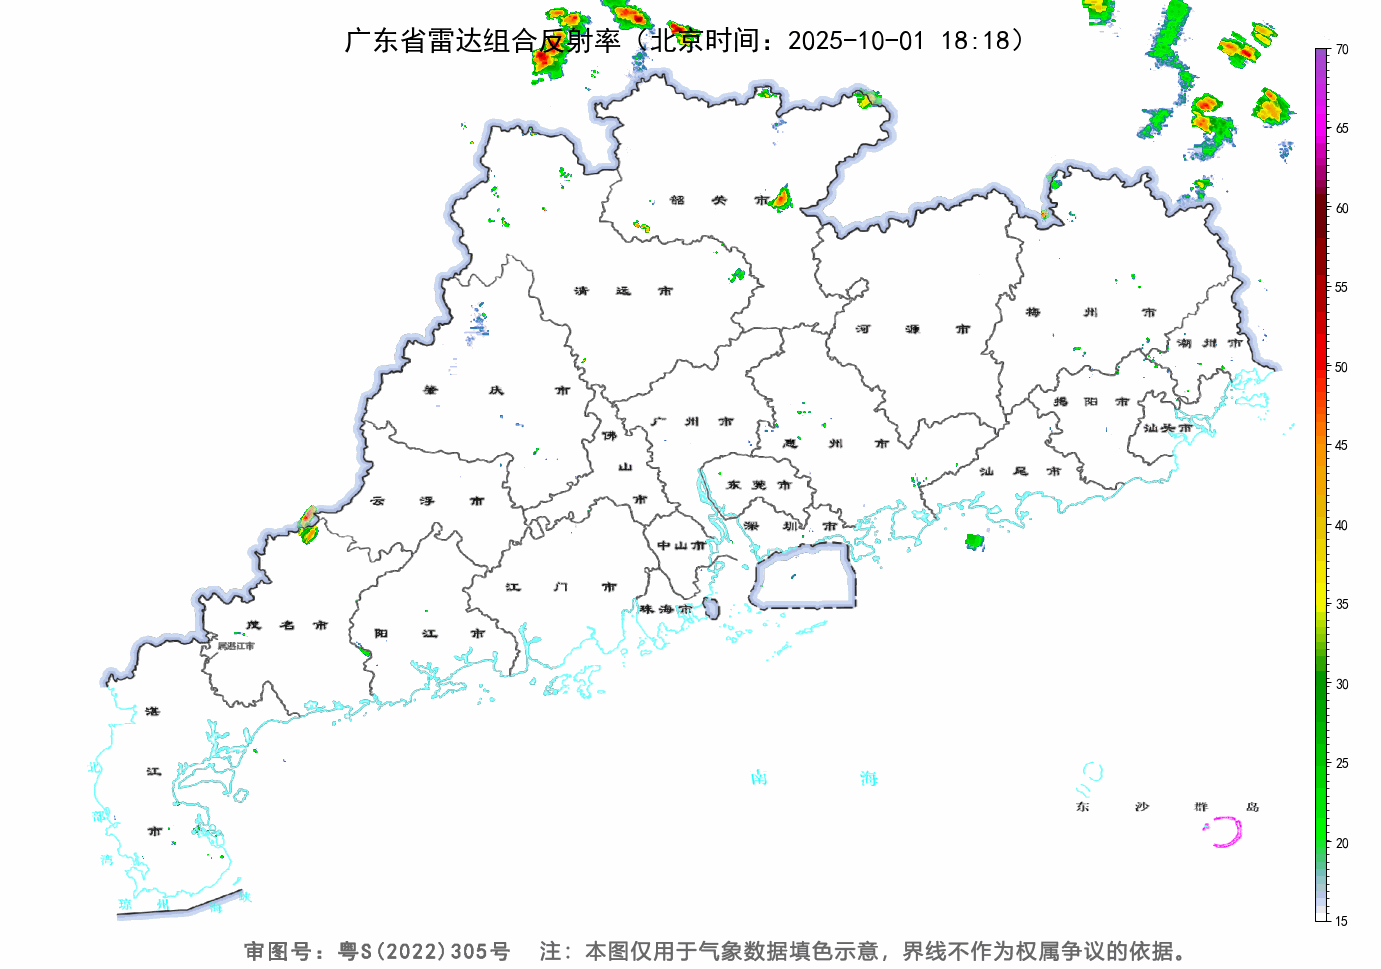 广东省雷达组合反射率（北京时间：2025-10-01 18:18）
70
65
60
55
50
45
40
35
30
25
20
15
韶关市
清远市
河源市
梅州市
潮州市
肇庆市
广州市
惠州市
揭阳市
汕头市
佛山市
东莞市
汕尾市
云浮市
深圳市
中山市
江门市
珠海市
茂名市
阳江市
属湛江市
湛江市
北部湾
南海
东沙群岛
琼州海峡
审图号：粤S(2022)305号 注：本图仅用于气象数据填色示意，界线不作为权属争议的依据。